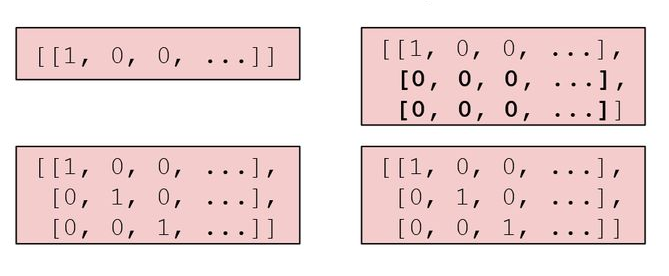 [[1, 0, 0, ...]]
[[1, 0, 0, ...],
[0, 0, 0, ...],
[0, 0, 0, ...]]
[[1, 0, 0, ...],
[0, 1, 0, ...],
[0, 0, 1, ...]]
[[1, 0, 0, ...],
[0, 1, 0, ...],
[0, 0, 1, ...]]